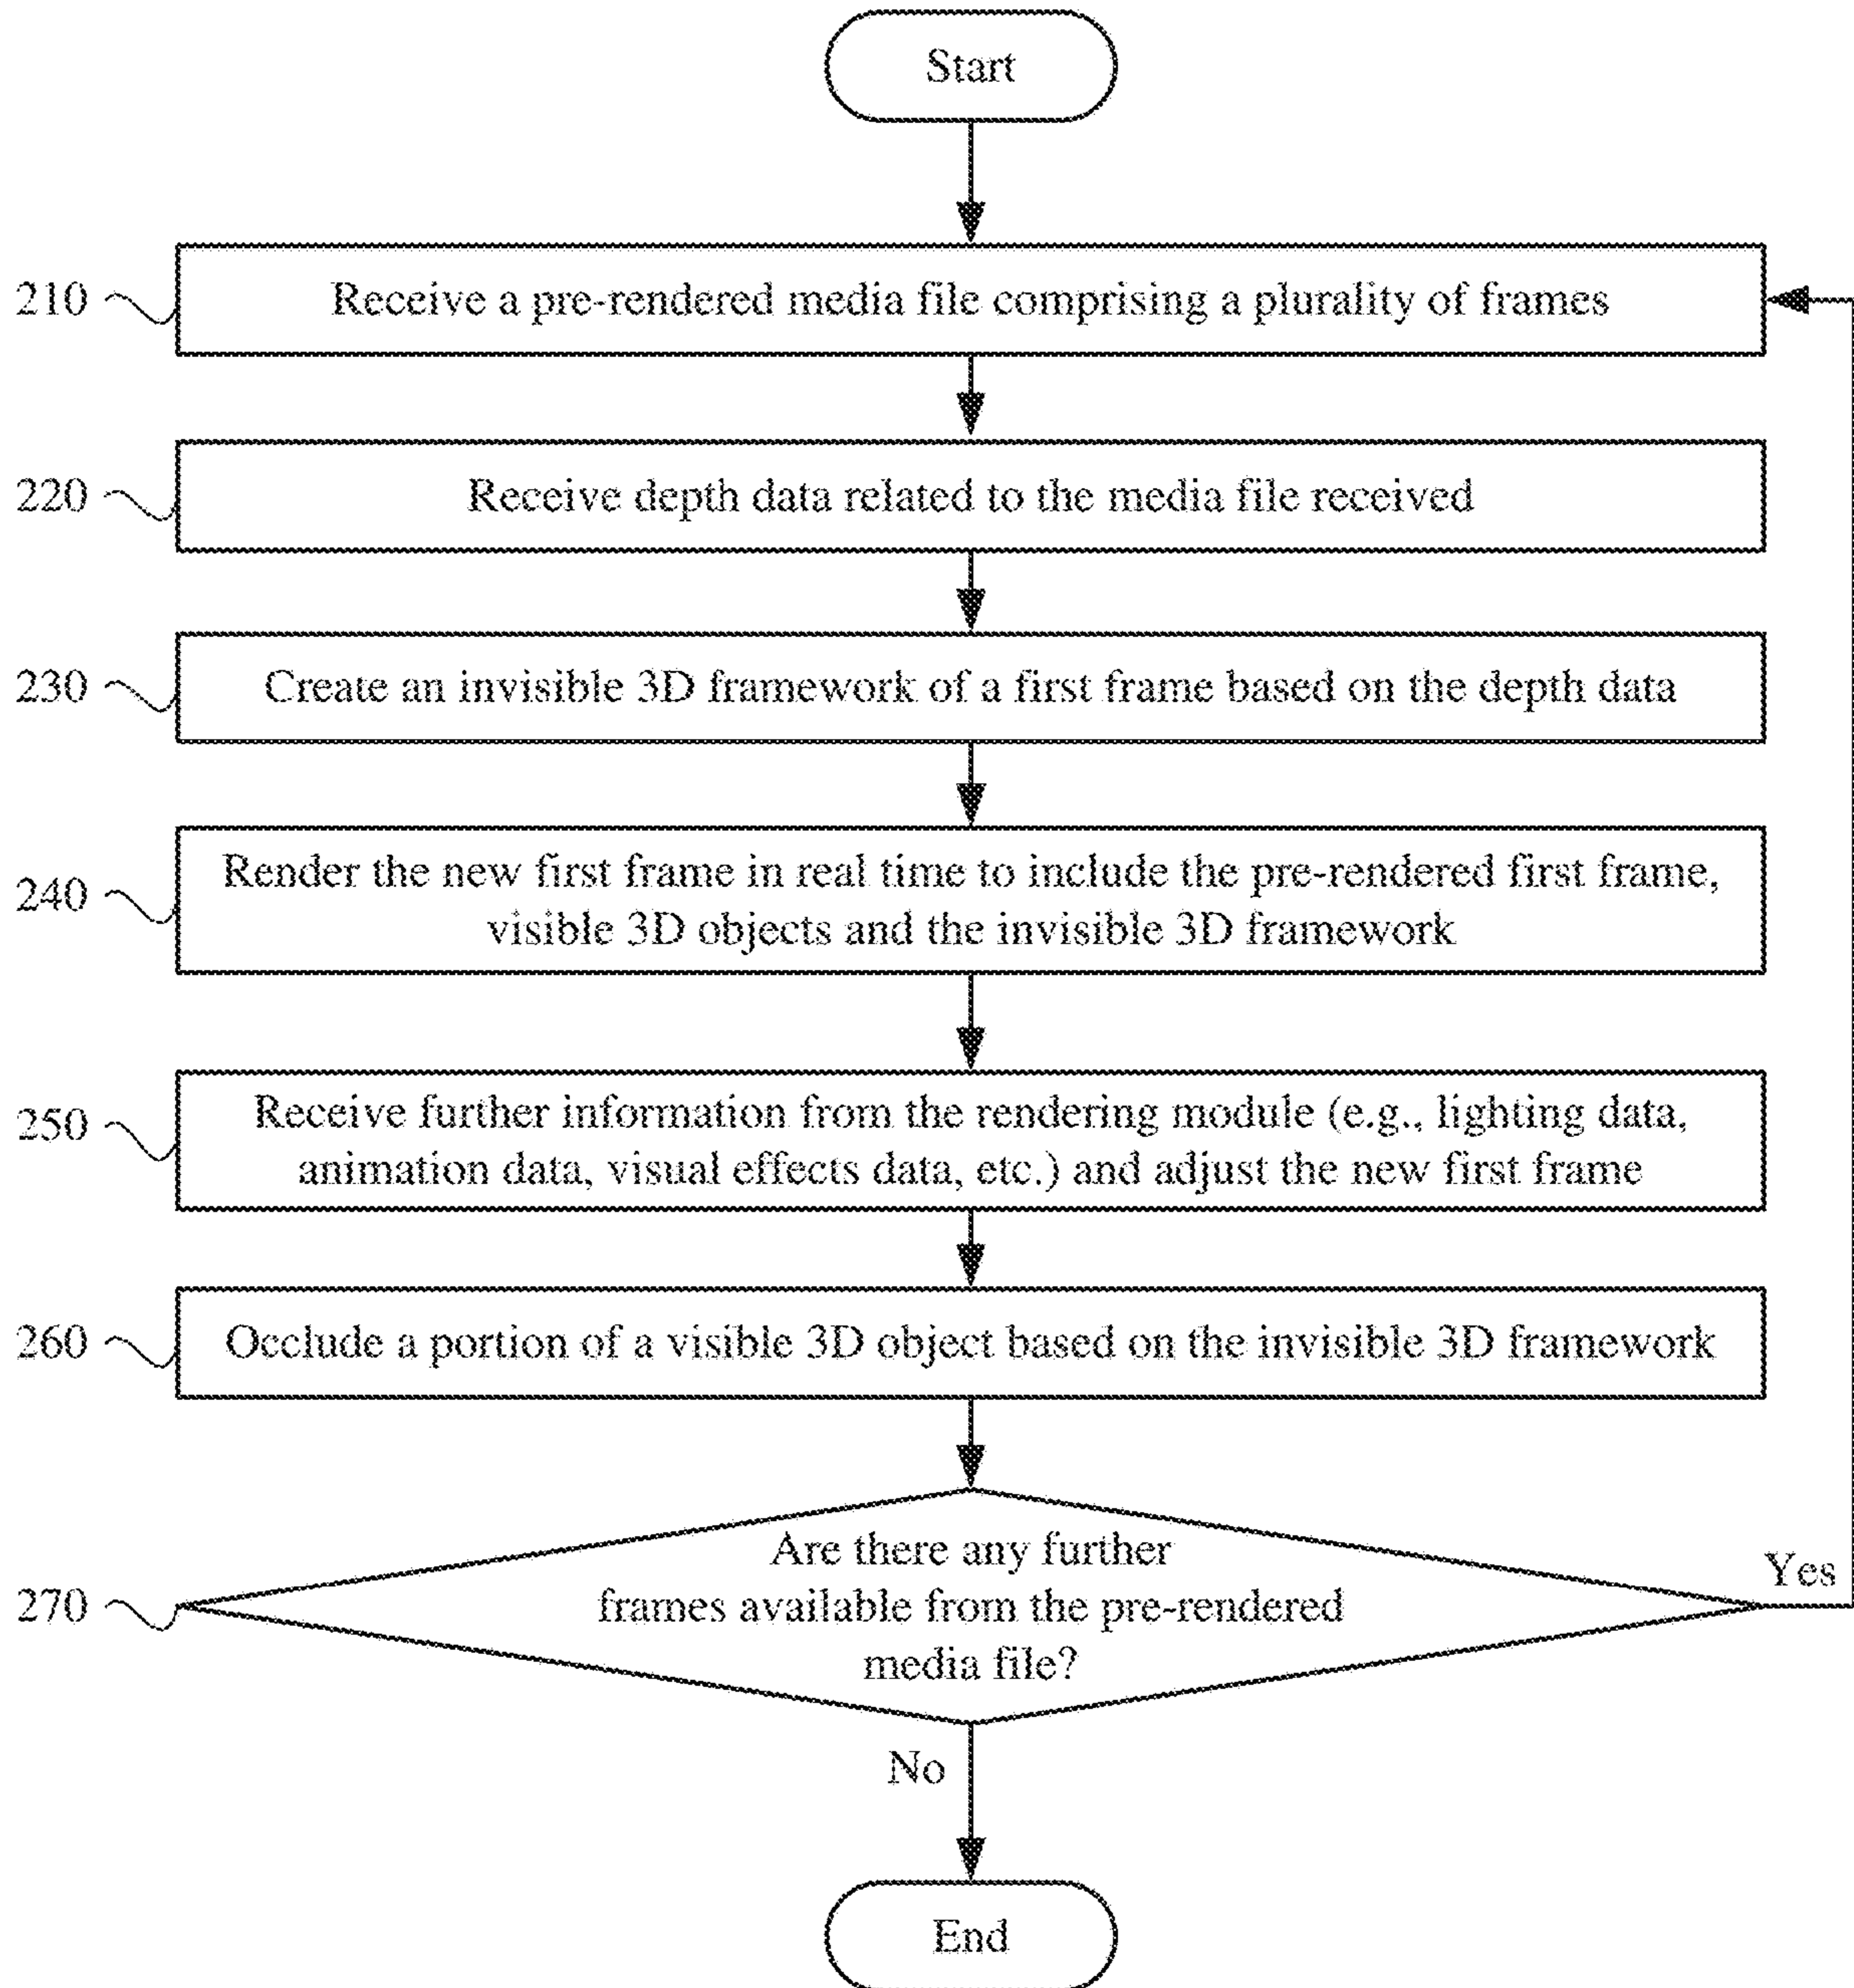 Start
210
Receive a pre-rendered media file comprising a plurality of frames
220
Receive depth data related to the media file received
230
Create an invisible 3D framework of a first frame based on the depth data
240
Render the new first frame in real time to include the pre-rendered first frame,
visible 3D objects and the invisible 3D framework
250
Receive further information from the rendering module (e.g., lighting data,
animation data, visual effects data, etc.) and adjust the new first frame
260
Occlude a portion of a visible 3D object based on the invisible 3D framework
270
Are there any further
frames available from the pre-rendered
media file?
Yes
No
End